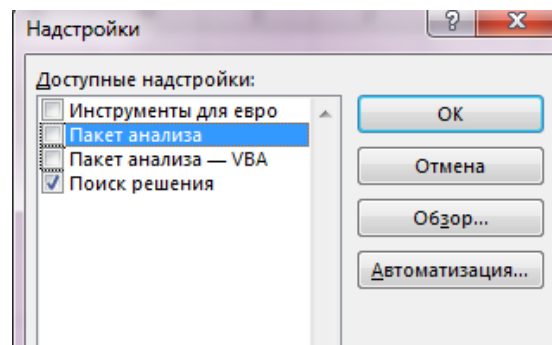 Надстройки
?
X
Доступные надстройки:
Инструменты для евро
Пакет анализа
Пакет анализа — VBA
Поиск решения
ОК
Отмена
Обзор...
Автоматизация...